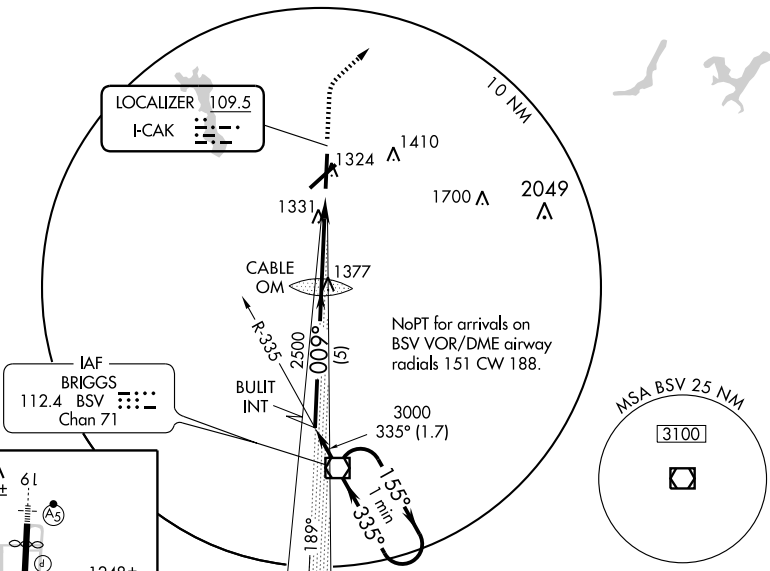 10 NM
LOCALIZER 109.5
I-CAK
1324
1410
1331
1700
2049
CABLE
OM
1377
R-335
2500
009°
(5)
NoPT for arrivals on
BSV VOR/DME airway
radials 151 CW 188.
IAF
BRIGGS
112.4 BSV
Chan 71
BULIT
INT
3000
335° (1.7)
MSA BSV 25 NM
3100
155°
1 min
335°
189°
19
A5
d
1248±